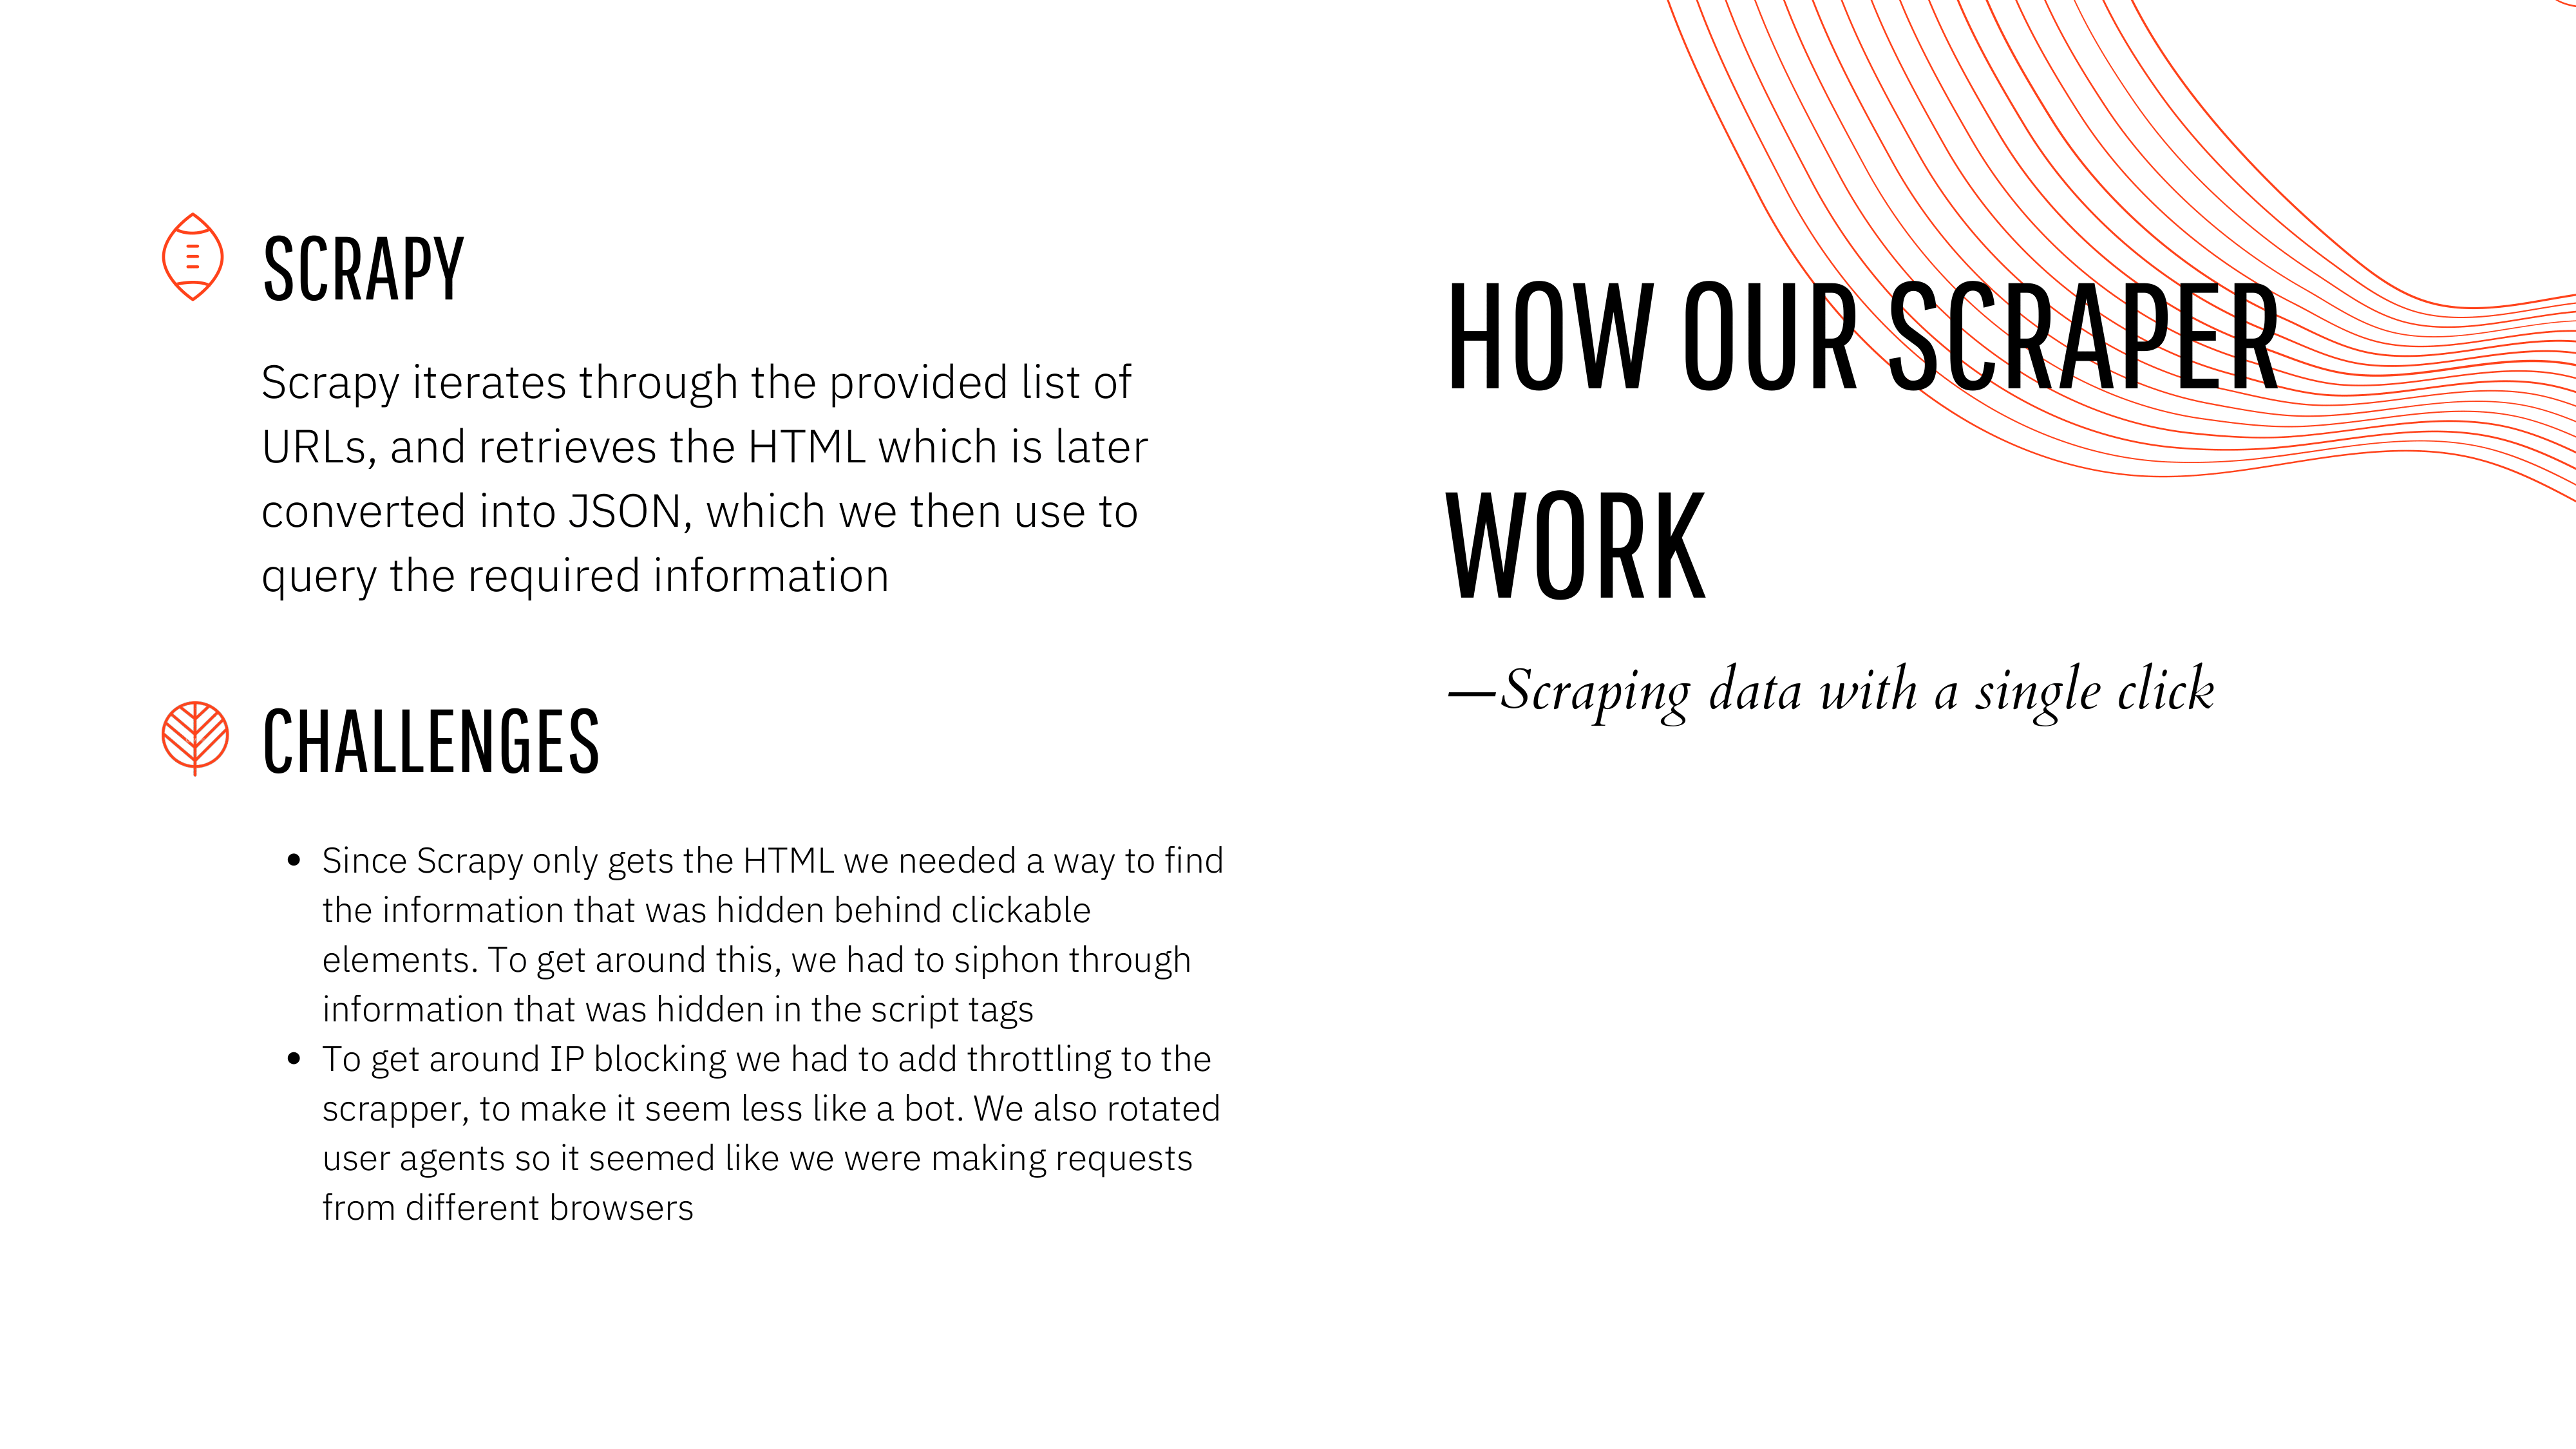 SCRAPY
Scrapy iterates through the provided list of
URLs, and retrieves the HTML which is later
converted into JSON, which we then use to
query the required information
CHALLENGES
• Since Scrapy only gets the HTML we needed a way to find
the information that was hidden behind clickable
elements. To get around this, we had to siphon through
information that was hidden in the script tags
• To get around IP blocking we had to add throttling to the
scrapper, to make it seem less like a bot. We also rotated
user agents so it seemed like we were making requests
from different browsers
HOW OUR SCRAPER
WORK
—Scraping data with a single click